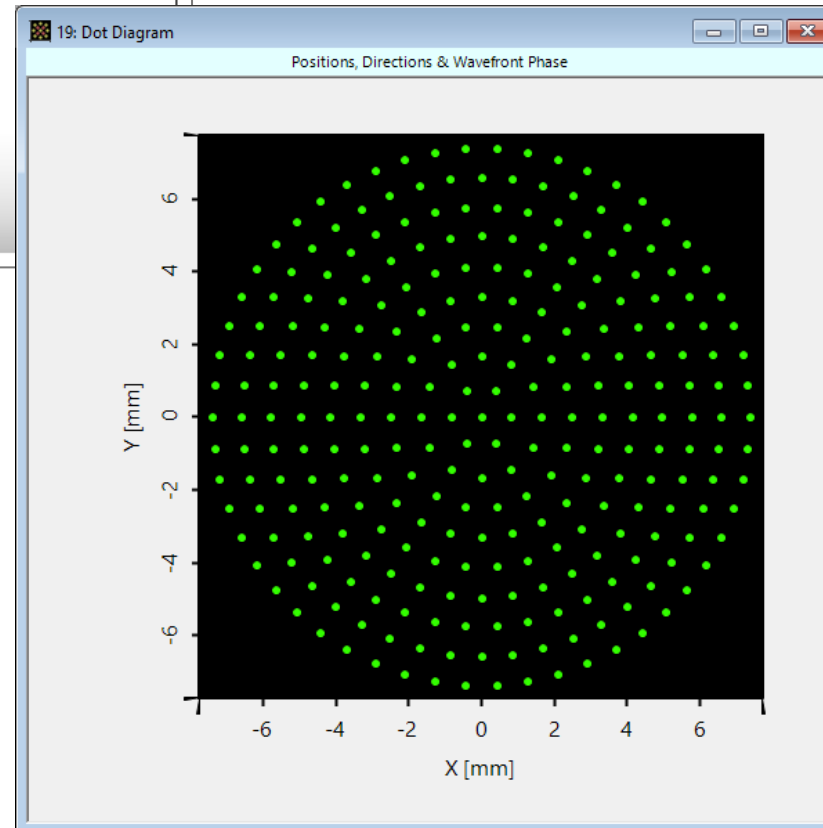 19: Dot Diagram
Positions, Directions & Wavefront Phase
6
4
2
0
-2
-4
-6
Y [mm]
-6 -4 -2 0 2 4 6
X [mm]